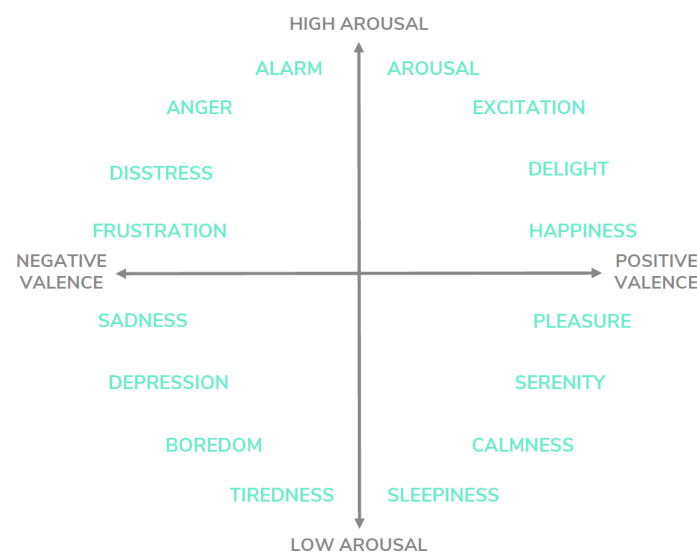 HIGH AROUSAL
ALARM AROUSAL
ANGER EXCITATION
DISSTRESS DELIGHT
FRUSTRATION HAPPINESS
NEGATIVE
VALENCE
POSITIVE
VALENCE
SADNESS PLEASURE
DEPRESSION SERENITY
BOREDOM CALMNESS
TIREDNESS SLEEPINESS
LOW AROUSAL